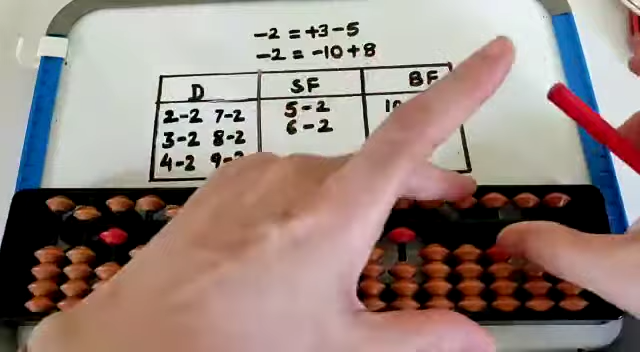 -2 = +3-5
-2 = -10+8
D SF BF
2-2 7-2 5-2
3-2 8-2 6-2
4-2